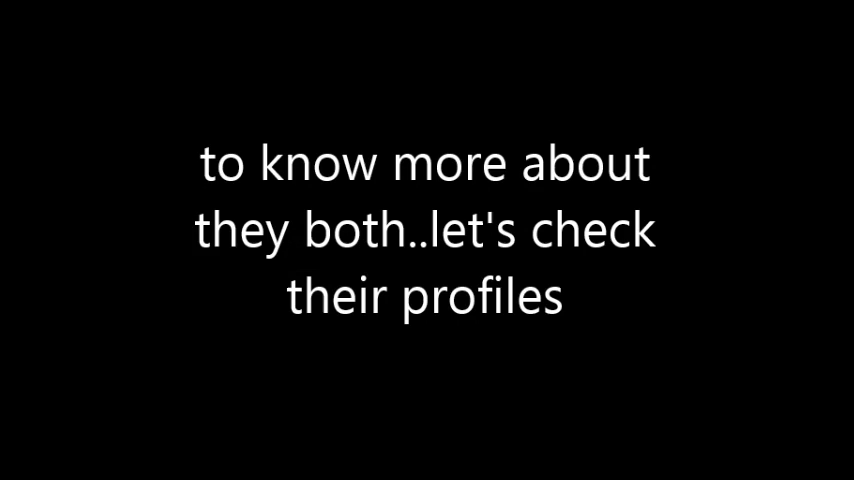 to know more about
they both..let's check
their profiles